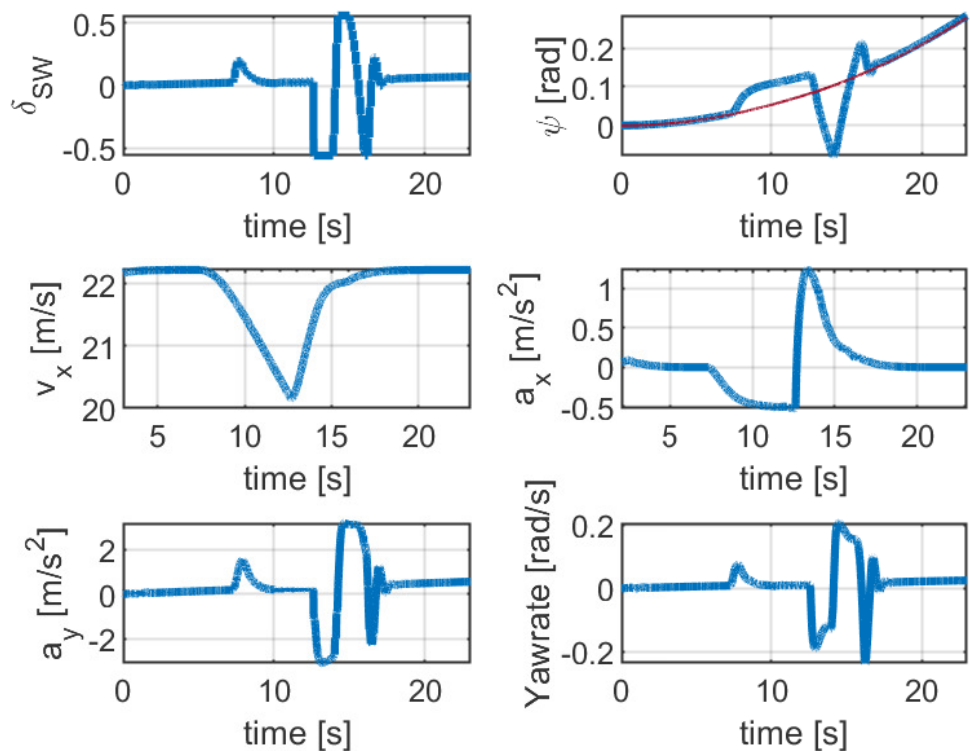 δ_SW
0.5
0
-0.5
0 10 20
time [s]
ψ [rad]
0.2
0.1
0
0 10 20
time [s]
v_x [m/s]
22
21
20
5 10 15 20
time [s]
a_x [m/s^2]
1
0
-0.5
5 10 15 20
time [s]
a_y [m/s^2]
2
0
-2
0 10 20
time [s]
Yawrate [rad/s]
0.2
0
-0.2
0 10 20
time [s]